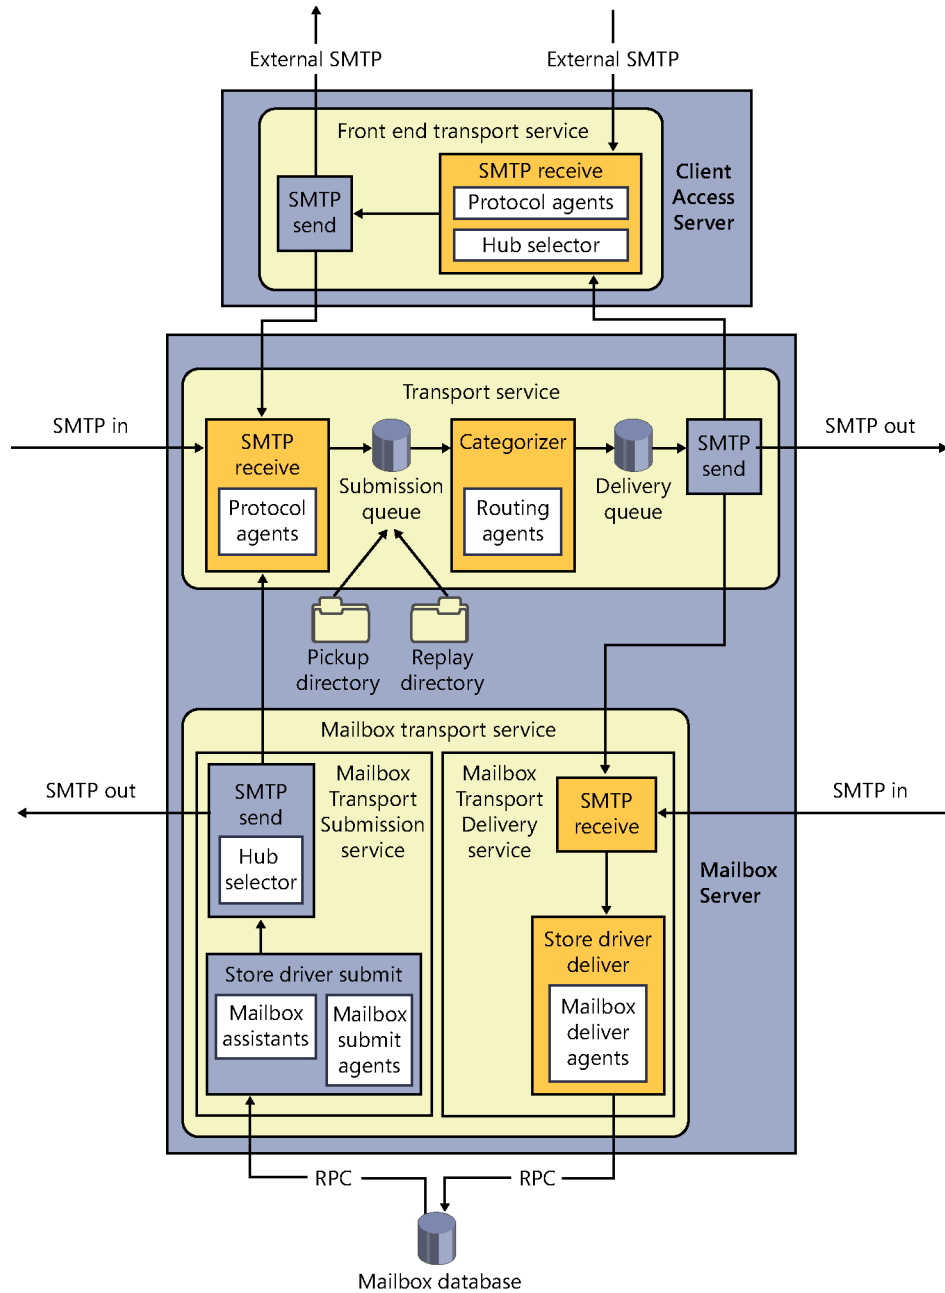 External SMTP
External SMTP
Front end transport service
SMTP receive
Protocol agents
Hub selector
SMTP
send
Client
Access
Server
Transport service
SMTP in
SMTP
receive
Protocol
agents
Submission
queue
Categorizer
Routing
agents
Delivery
queue
SMTP
send
SMTP out
Pickup
directory
Replay
directory
Mailbox transport service
SMTP out
SMTP
send
Hub
selector
Mailbox
Transport
Submission
service
Mailbox
Transport
Delivery
service
SMTP
receive
SMTP in
Mailbox
Server
Store driver submit
Mailbox
assistants
Mailbox
submit
agents
Store driver
deliver
Mailbox
deliver
agents
RPC
RPC
Mailbox database